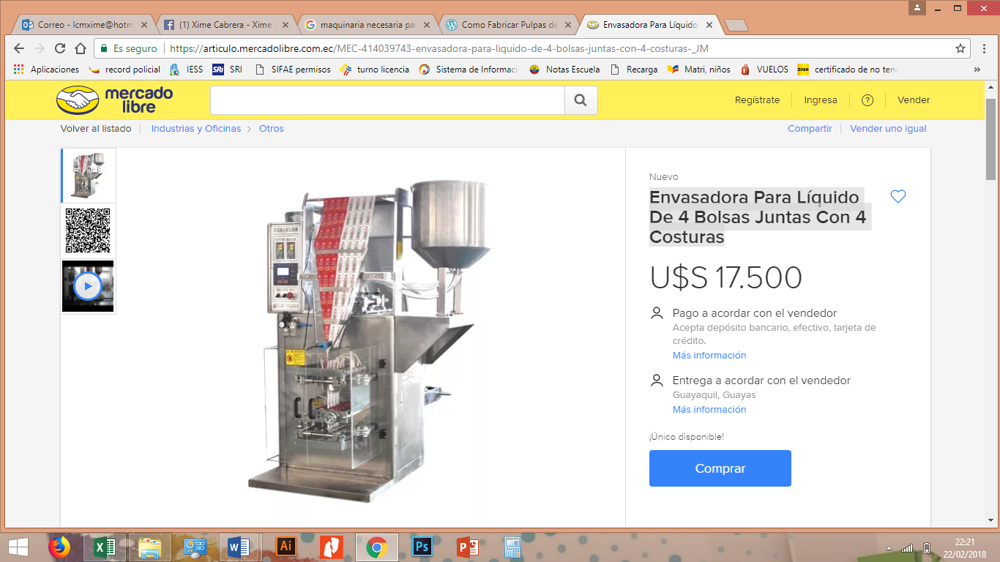 Correo - lcmxime@hotm
(1) Xime Cabrera - Xime
maquinaria necesaria pa
Como Fabricar Pulpas de
Envasadora Para Líquido
Es seguro
https://articulo.mercadolibre.com.ec/MEC-414039743-envasadora-para-liquido-de-4-bolsas-juntas-con-4-costuras-_JM
Aplicaciones
record policial
IESS
SRi SRI
SIFAE permisos
turno licencia
Sistema de Informaci
Notas Escuela
Recarga
Matri, niños
VUELOS
certificado de no ten
»
mercado
libre
Regístrate
Ingresa
?
Vender
Volver al listado
Industrias y Oficinas > Otros
Compartir
Vender uno igual
Nuevo
Envasadora Para Líquido
De 4 Bolsas Juntas Con 4
Costuras
U$S 17.500
Pago a acordar con el vendedor
Acepta depósito bancario, efectivo, tarjeta de
crédito.
Más información
Entrega a acordar con el vendedor
Guayaquil, Guayas
Más información
¡Único disponible!
Comprar
Ai
Ps
22:21
22/02/2018